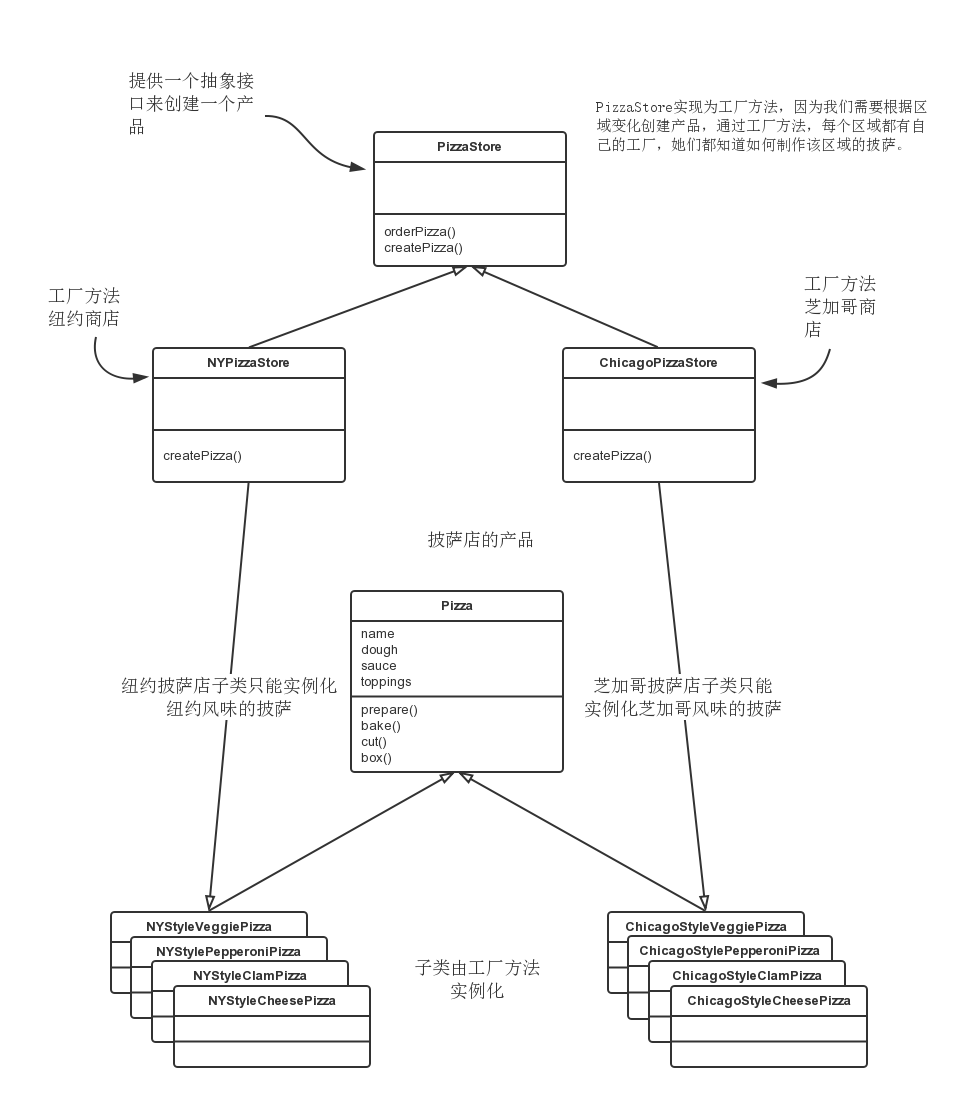 提供一个抽象接
口来创建一个产
品
PizzaStore实现为工厂方法，因为我们需要根据区
域变化创建产品，通过工厂方法，每个区域都有自
己的工厂，她们都知道如何制作该区域的披萨。
PizzaStore
orderPizza()
createPizza()
工厂方法
纽约商店
工厂方法
芝加哥商
店
NYPizzaStore
createPizza()
ChicagoPizzaStore
createPizza()
披萨店的产品
Pizza
name
dough
sauce
toppings
prepare()
bake()
cut()
box()
纽约披萨店子类只能实例化
纽约风味的披萨
芝加哥披萨店子类只能
实例化芝加哥风味的披萨
NYStyleVeggiePizza
NYStylePepperoniPizza
NYStyleClamPizza
NYStyleCheesePizza
子类由工厂方法
实例化
ChicagoStyleVeggiePizza
ChicagoStylePepperoniPizza
ChicagoStyleClamPizza
ChicagoStyleCheesePizza